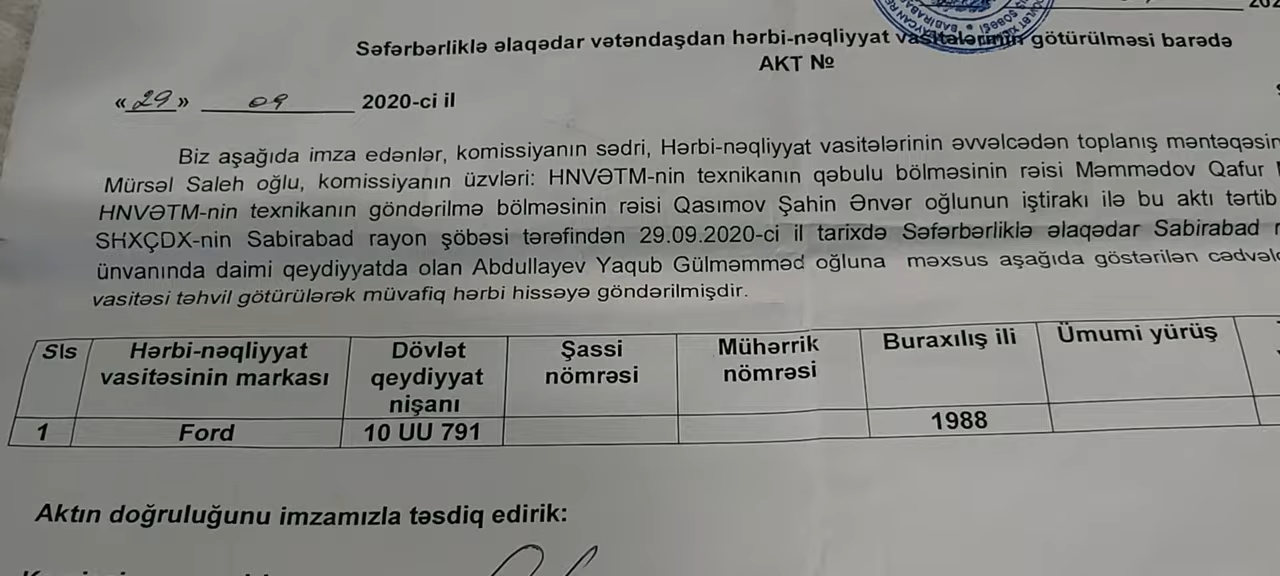 Səfərbərliklə əlaqədar vətəndaşdan hərbi-nəqliyyat vasitələrinin götürülməsi barədə
AKT №
«29» 09 2020-ci il
Biz aşağıda imza edənlər, komissiyanın sədri, Hərbi-nəqliyyat vasitələrinin əvvəlcədən toplanış
Mürsəl Saleh oğlu, komissiyanın üzvləri: HNVƏTM-nin texnikanın qəbulu bölməsinin rəisi Məmmədov Qafur
HNVƏTM-nin texnikanın göndərilmə bölməsinin rəisi Qasımov Şahin Ənvər oğlunun iştirakı ilə bu aktı tərtib
SHXÇDX-nin Sabirabad rayon şöbəsi tərəfindən 29.09.2020-ci il tarixdə Səfərbərliklə əlaqədar Sabirabad
ünvanında daimi qeydiyyatda olan Abdullayev Yaqub Gülməmməd oğluna məxsus aşağıda göstərilən
vasitəsi təhvil götürülərək müvafiq hərbi hissəyə göndərilmişdir.
S\s Hərbi-nəqliyyat vasitəsinin markası Dövlət qeydiyyat nişanı Şassi nömrəsi Mühərrik nömrəsi Buraxılış ili Ümumi yürüş
1 Ford 10 UU 791 1988
Aktın doğruluğunu imzamızla təsdiq edirik: